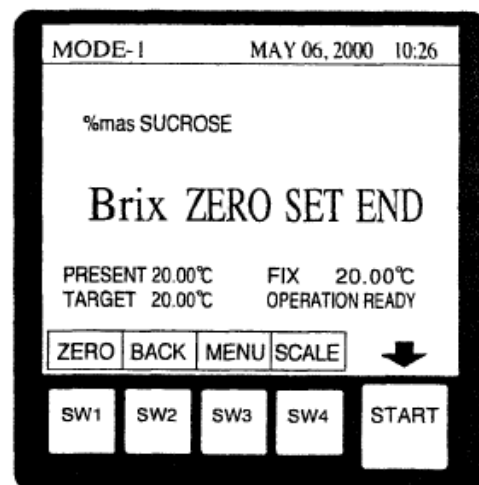 MODE-1 MAY 06, 2000 10:26
%mas SUCROSE
Brix ZERO SET END
PRESENT 20.00℃ FIX 20.00℃
TARGET 20.00℃ OPERATION READY
ZERO BACK MENU SCALE
SW1 SW2 SW3 SW4 START